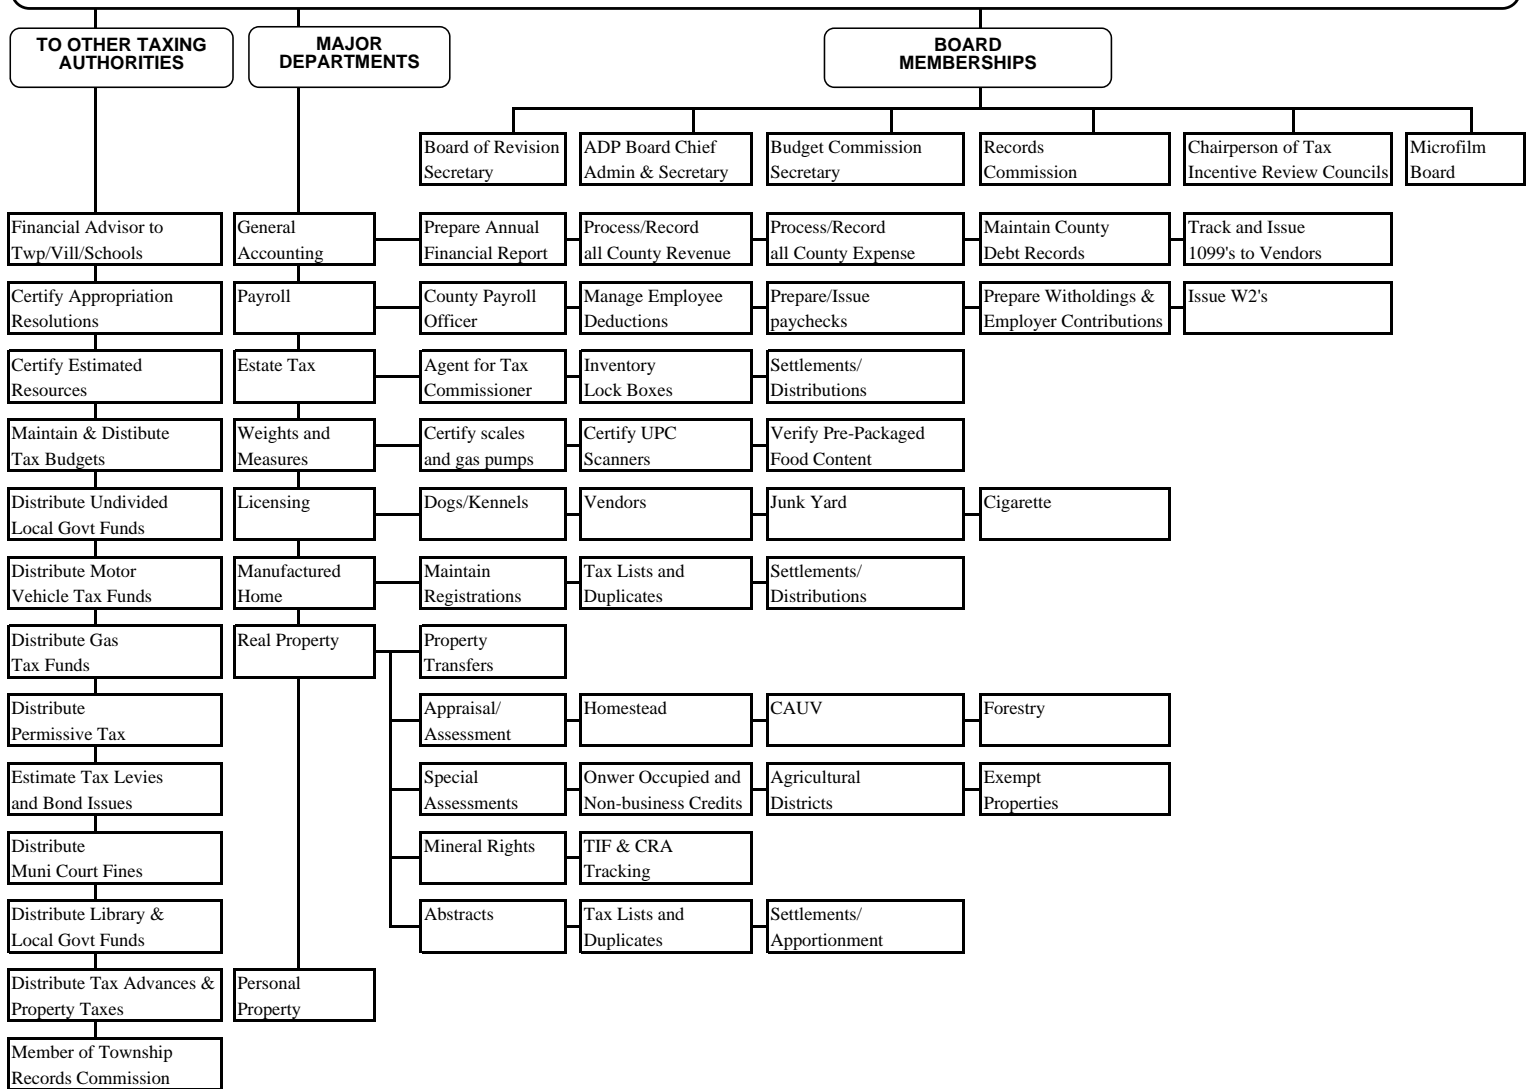 TO OTHER TAXING
AUTHORITIES
MAJOR
DEPARTMENTS
BOARD
MEMBERSHIPS
Board of Revision
Secretary
ADP Board Chief
Admin & Secretary
Budget Commission
Secretary
Records
Commission
Chairperson of Tax
Incentive Review Councils
Microfilm
Board
Financial Advisor to
Twp/Vill/Schools
General
Accounting
Prepare Annual
Financial Report
Process/Record
all County Revenue
Process/Record
all County Expense
Maintain County
Debt Records
Track and Issue
1099's to Vendors
Certify Appropriation
Resolutions
Payroll
County Payroll
Officer
Manage Employee
Deductions
Prepare/Issue
paychecks
Prepare Witholdings &
Employer Contributions
Issue W2's
Certify Estimated
Resources
Estate Tax
Agent for Tax
Commissioner
Inventory
Lock Boxes
Settlements/
Distributions
Maintain & Distibute
Tax Budgets
Weights and
Measures
Certify scales
and gas pumps
Certify UPC
Scanners
Verify Pre-Packaged
Food Content
Distribute Undivided
Local Govt Funds
Licensing
Dogs/Kennels
Vendors
Junk Yard
Cigarette
Distribute Motor
Vehicle Tax Funds
Manufactured
Home
Maintain
Registrations
Tax Lists and
Duplicates
Settlements/
Distributions
Distribute Gas
Tax Funds
Real Property
Property
Transfers
Distribute
Permissive Tax
Appraisal/
Assessment
Homestead
CAUV
Forestry
Estimate Tax Levies
and Bond Issues
Special
Assessments
Onwer Occupied and
Non-business Credits
Agricultural
Districts
Exempt
Properties
Distribute
Muni Court Fines
Mineral Rights
TIF & CRA
Tracking
Distribute Library &
Local Govt Funds
Abstracts
Tax Lists and
Duplicates
Settlements/
Apportionment
Distribute Tax Advances &
Property Taxes
Personal
Property
Member of Township
Records Commission